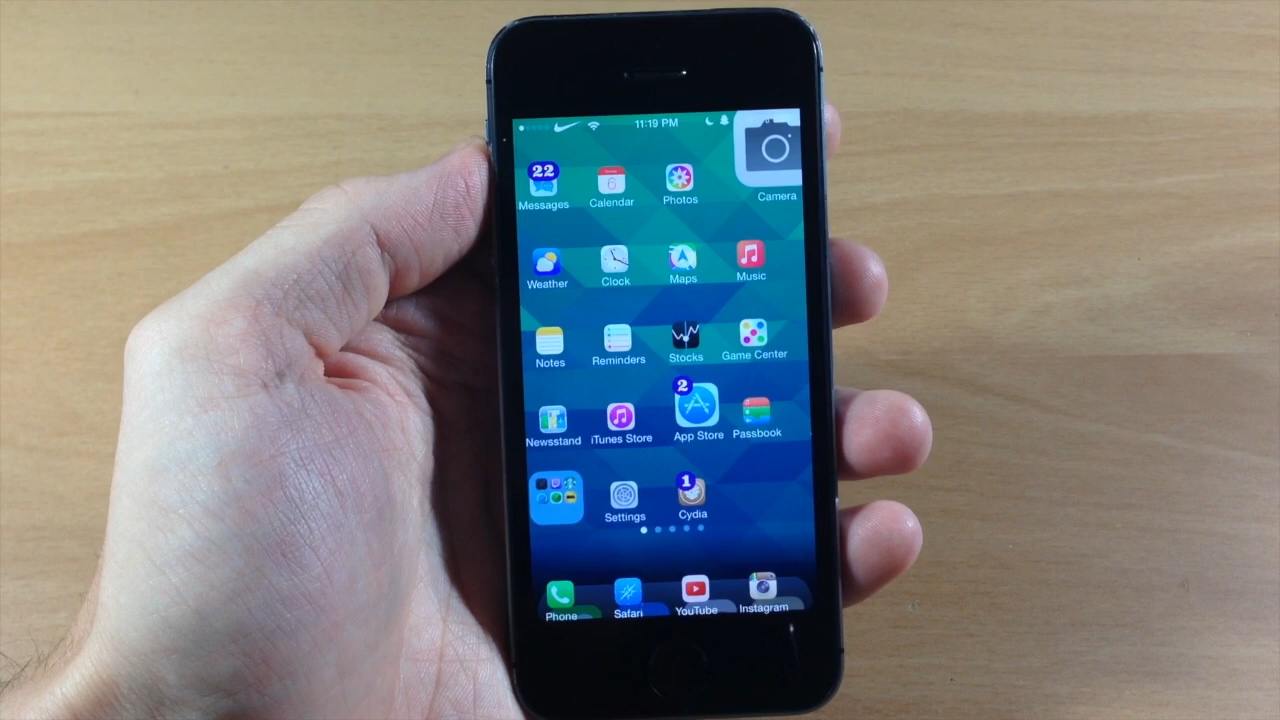 11:19 PM
22
Messages
Calendar
6
Photos
Camera
Weather
Clock
Maps
Music
Notes
Reminders
Stocks
Game Center
Newsstand
iTunes Store
2
App Store
Passbook
Settings
1
Cydia
Phone
Safari
YouTube
Instagram